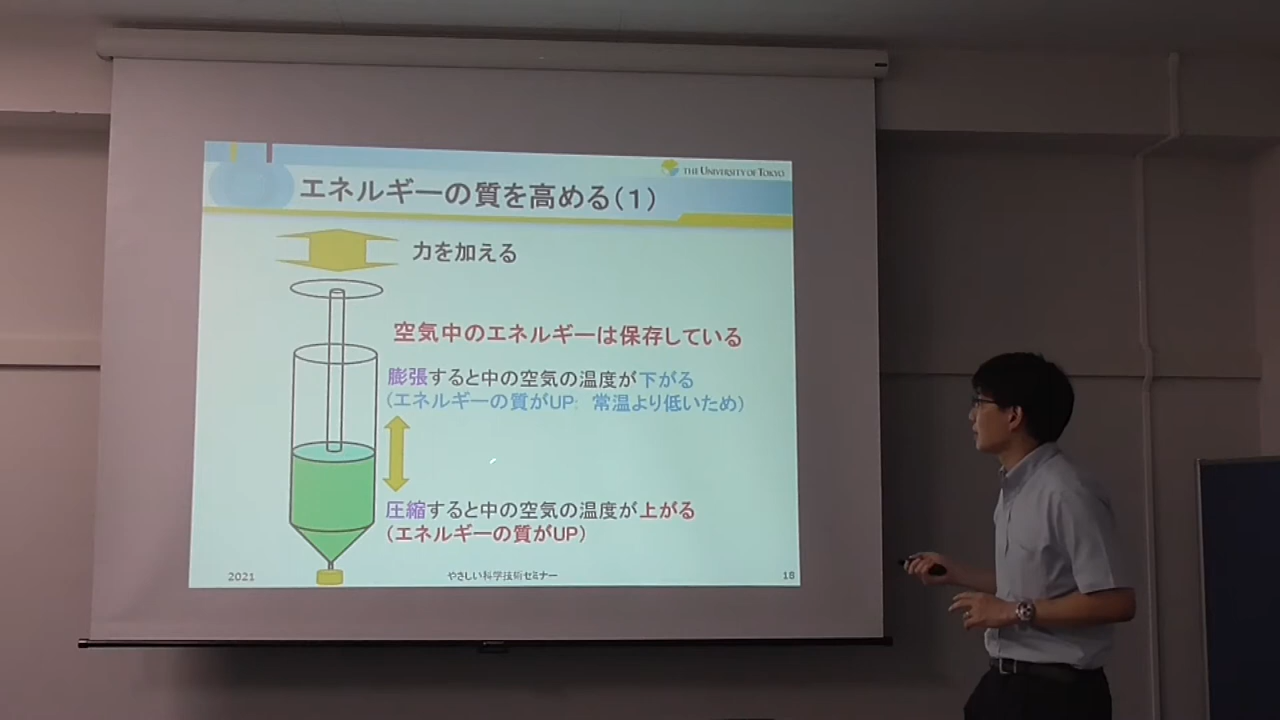 THE UNIVERSITY OF TOKYO
エネルギーの質を高める(1)
力を加える
空気中のエネルギーは保存している
膨張すると中の空気の温度が下がる
(エネルギーの質がUP: 常温より低いため)
圧縮すると中の空気の温度が上がる
(エネルギーの質がUP)
2021 やさしい科学技術セミナー 18